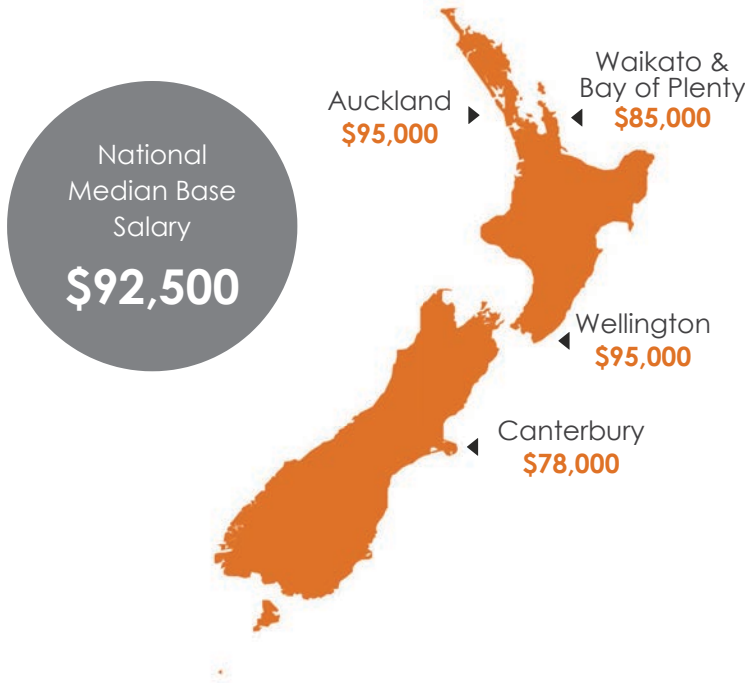 National
Median Base
Salary
$92,500
Auckland
$95,000
Waikato &
Bay of Plenty
$85,000
Wellington
$95,000
Canterbury
$78,000